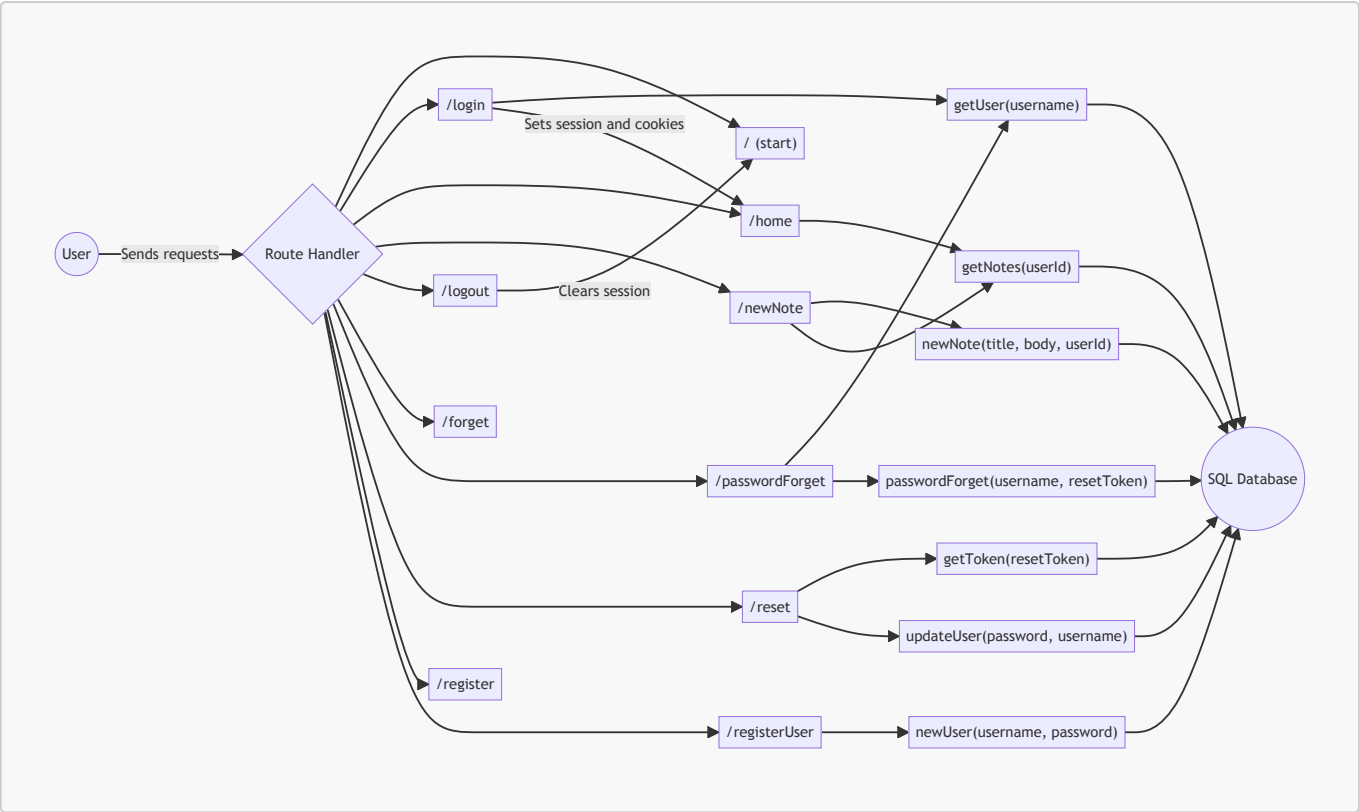 /login
getUser(username)
Sets session and cookies
/ (start)
/home
User
Sends requests
Route Handler
getNotes(userId)
/logout
Clears session
/newNote
newNote(title, body, userId)
/forget
/passwordForget
passwordForget(username, resetToken)
SQL Database
getToken(resetToken)
/reset
updateUser(password, username)
/register
/registerUser
newUser(username, password)